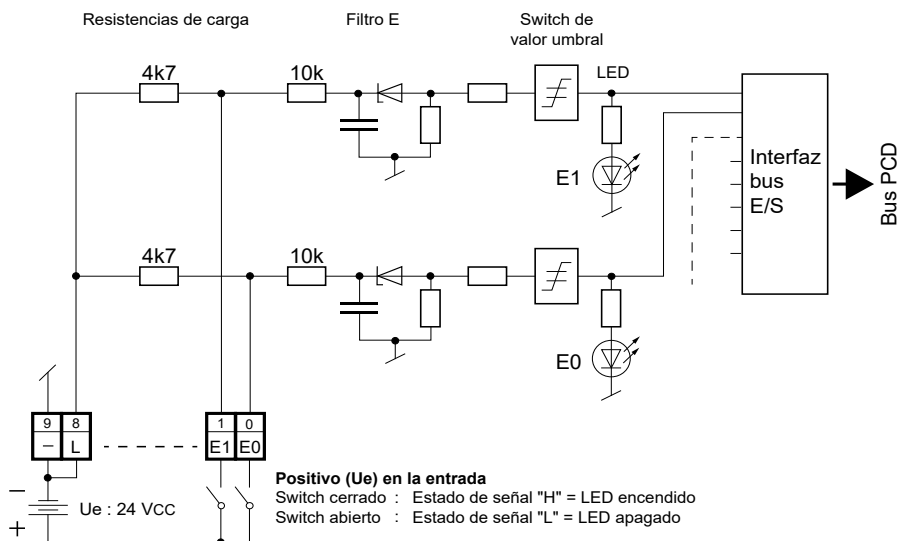 Resistencias de carga
Filtro E
Switch de
valor umbral
4k7
10k
LED
E1
Interfaz
bus
E/S
Bus PCD
4k7
10k
E0
9 8
– L
1 0
E1 E0
–
+
Ue : 24 VCC
Positivo (Ue) en la entrada
Switch cerrado : Estado de señal "H" = LED encendido
Switch abierto : Estado de señal "L" = LED apagado